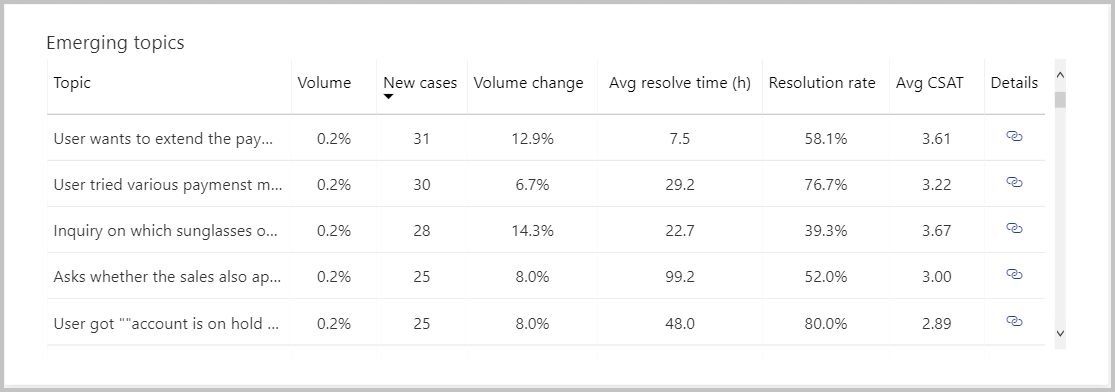 Emerging topics
Topic Volume New cases Volume change Avg resolve time (h) Resolution rate Avg CSAT Details
User wants to extend the pay... 0.2% 31 12.9% 7.5 58.1% 3.61
User tried various paymenst m... 0.2% 30 6.7% 29.2 76.7% 3.22
Inquiry on which sunglasses o... 0.2% 28 14.3% 22.7 39.3% 3.67
Asks whether the sales also ap... 0.2% 25 8.0% 99.2 52.0% 3.00
User got ""account is on hold ... 0.2% 25 8.0% 48.0 80.0% 2.89